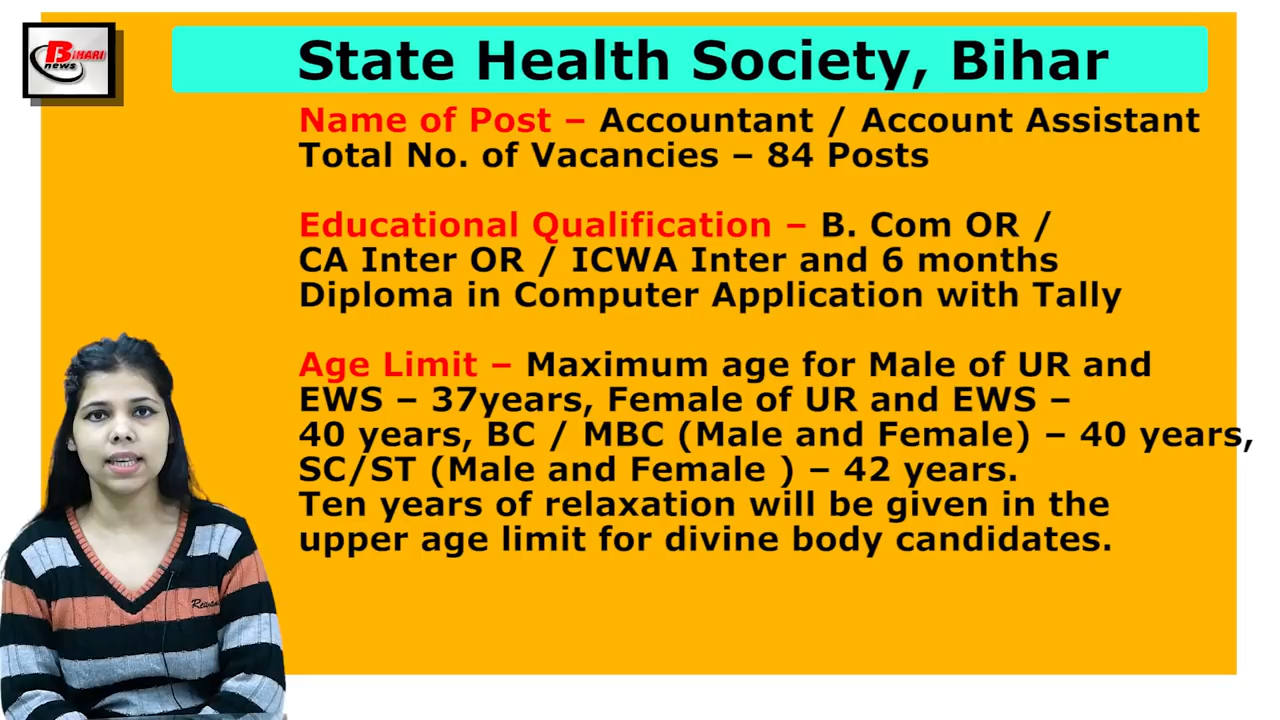 BIHARI
news
State Health Society, Bihar
Name of Post – Accountant / Account Assistant
Total No. of Vacancies – 84 Posts
Educational Qualification – B. Com OR /
CA Inter OR / ICWA Inter and 6 months
Diploma in Computer Application with Tally
Age Limit – Maximum age for Male of UR and
EWS – 37years, Female of UR and EWS –
40 years, BC / MBC (Male and Female) – 40 years,
SC/ST (Male and Female ) – 42 years.
Ten years of relaxation will be given in the
upper age limit for divine body candidates.